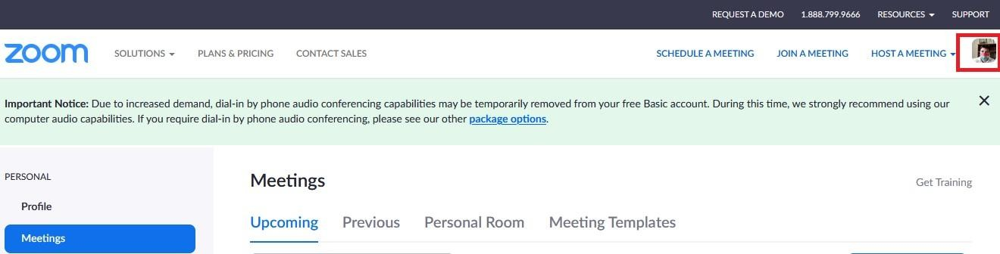 REQUEST A DEMO 1.888.799.9666 RESOURCES SUPPORT
zoom SOLUTIONS PLANS & PRICING CONTACT SALES SCHEDULE A MEETING JOIN A MEETING HOST A MEETING
Important Notice: Due to increased demand, dial-in by phone audio conferencing capabilities may be temporarily removed from your free Basic account. During this time, we strongly recommend using our
computer audio capabilities. If you require dial-in by phone audio conferencing, please see our other package options.
PERSONAL
Profile
Meetings
Meetings
Get Training
Upcoming Previous Personal Room Meeting Templates